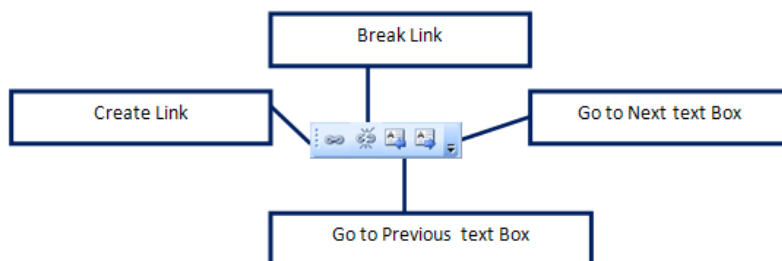 Break Link
Create Link
Go to Next text Box
Go to Previous text Box